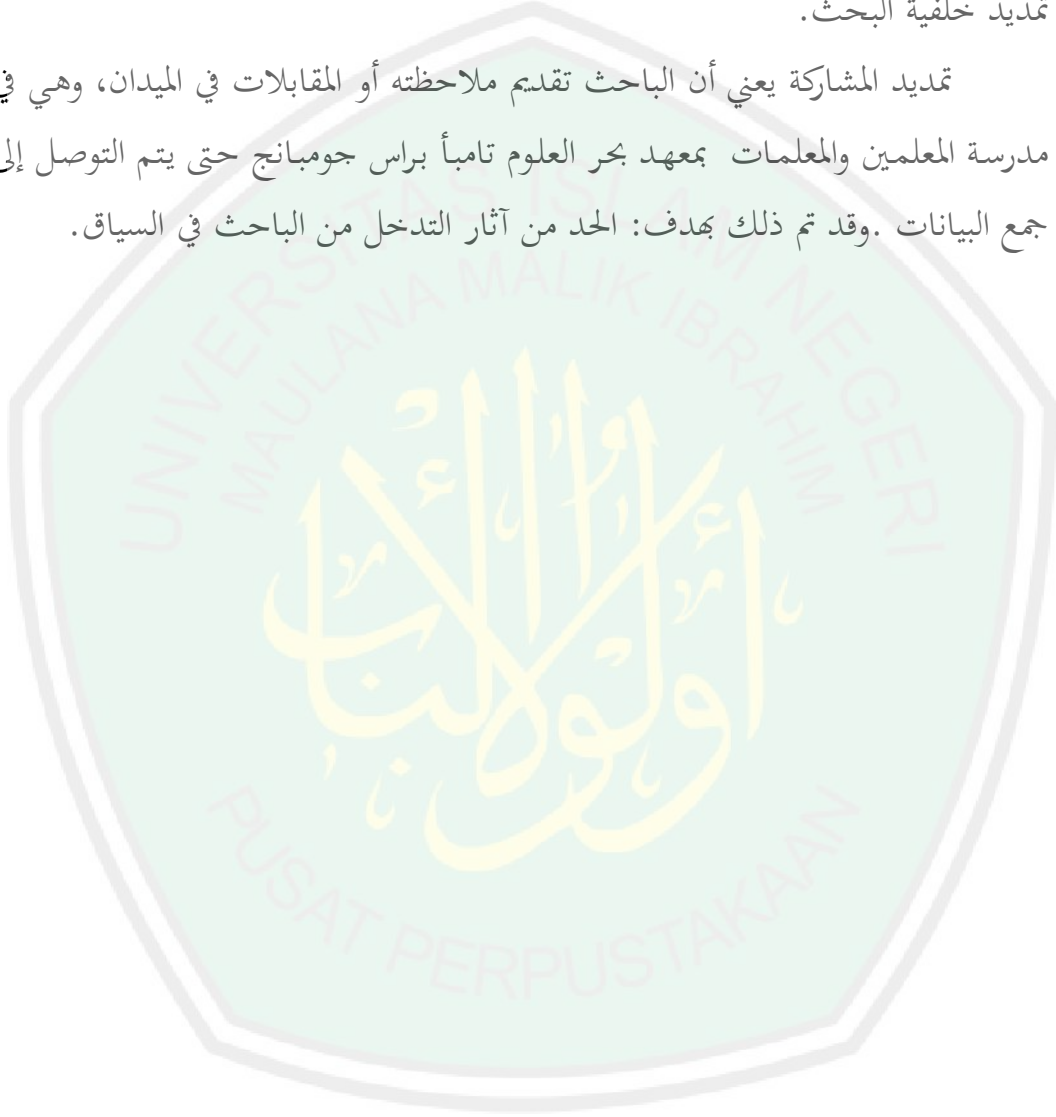 تمديد خلفية البحث.
تمديد المشاركة يعني أن الباحث تقديم ملاحظته أو المقابلات في الميدان، وهي في
مدرسة المعلمين والمعلمات بمعهد بحر العلوم تامبأ براس جومبانج حتى يتم التوصل إلى
جمع البيانات .وقد تم ذلك بهدف: الحد من آثار التدخل من الباحث في السياق.
UNIVERSITAS ISLAM NEGERI
MAULANA MALIK IBRAHIM
أولوا الألباب
PUSAT PERPUSTAKAAN